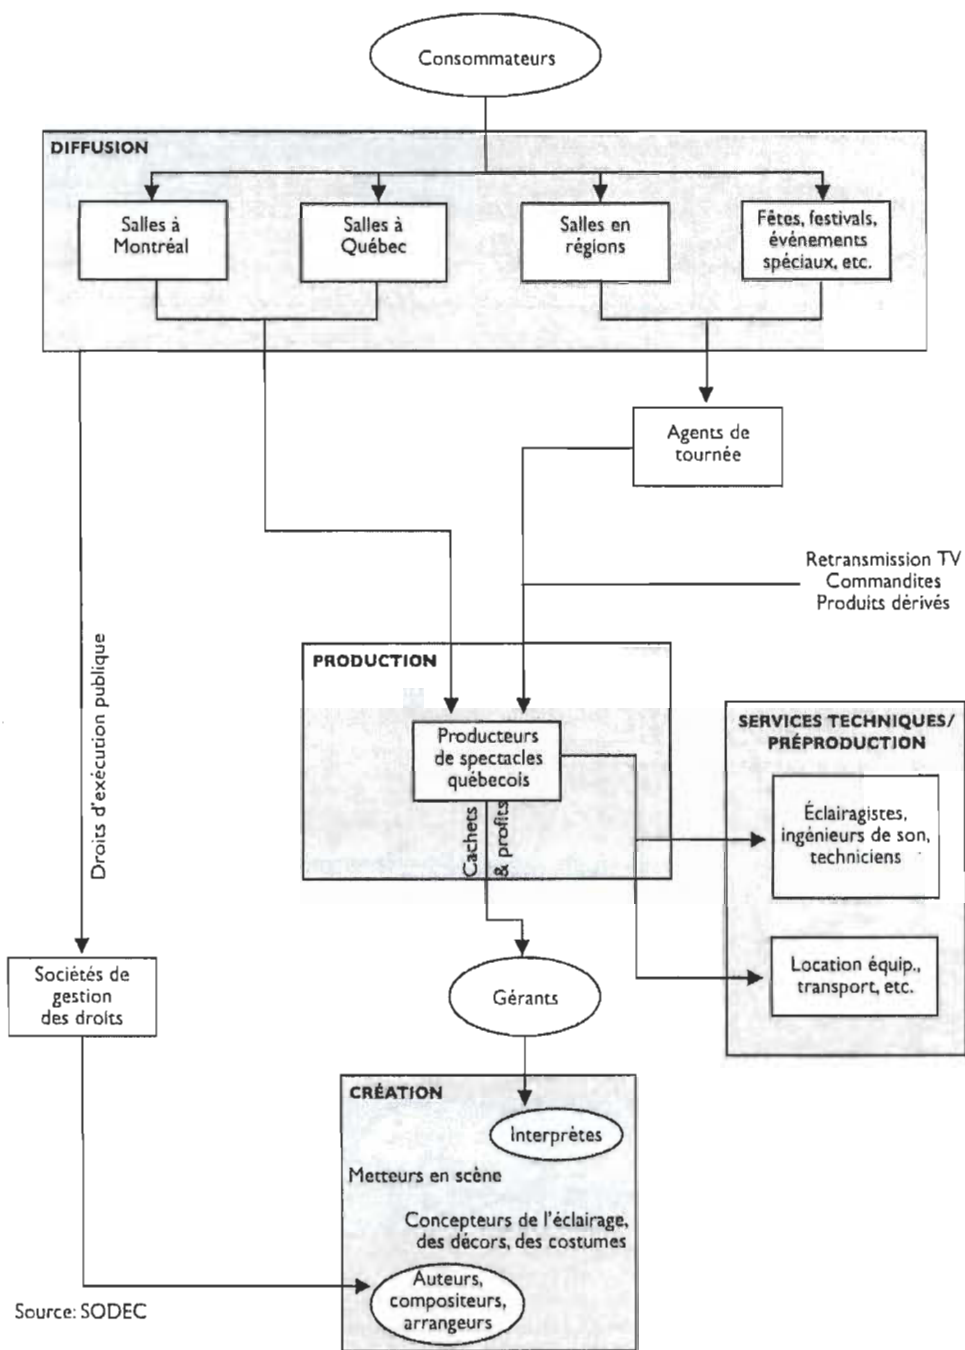 Consommateurs
DIFFUSION
Salles à
Montréal
Salles à
Québec
Salles en
régions
Fêtes, festivals,
événements
spéciaux, etc.
Agents de
tournée
Retransmission TV
Commandites
Produits dérivés
Droits d'exécution publique
PRODUCTION
Producteurs
de spectacles
québecois
Cachets
& profits
SERVICES TECHNIQUES/
PRÉPRODUCTION
Éclairagistes,
ingénieurs de son,
techniciens
Location équip.,
transport, etc.
Sociétés de
gestion
des droits
Gérants
CRÉATION
Interprètes
Metteurs en scène
Concepteurs de l'éclairage,
des décors, des costumes
Auteurs,
compositeurs,
arrangeurs
Source: SODEC